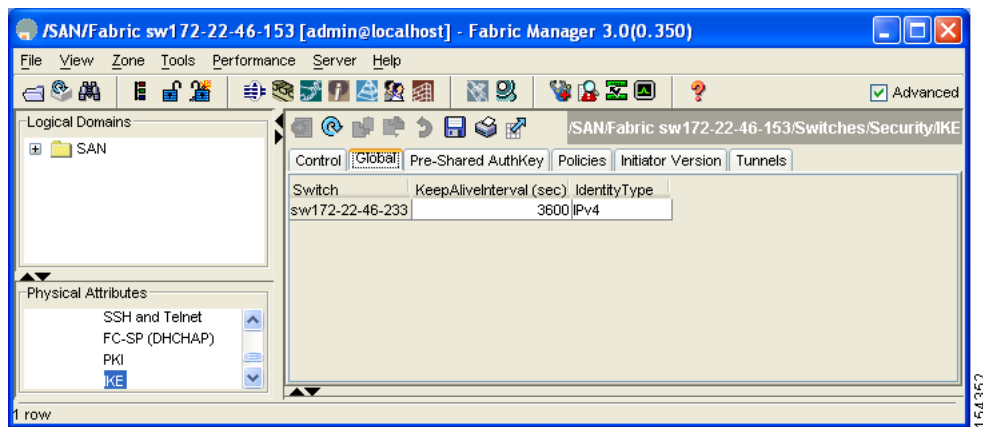 /SAN/Fabric sw172-22-46-153 [admin@localhost] - Fabric Manager 3.0(0.350)
File View Zone Tools Performance Server Help
Advanced
Logical Domains
SAN
/SAN/Fabric sw172-22-46-153/Switches/Security/IKE
Control Global Pre-Shared AuthKey Policies Initiator Version Tunnels
Switch KeepAliveInterval (sec) IdentityType
sw172-22-46-233 3600 IPv4
Physical Attributes
SSH and Telnet
FC-SP (DHCHAP)
PKI
IKE
1 row
154352